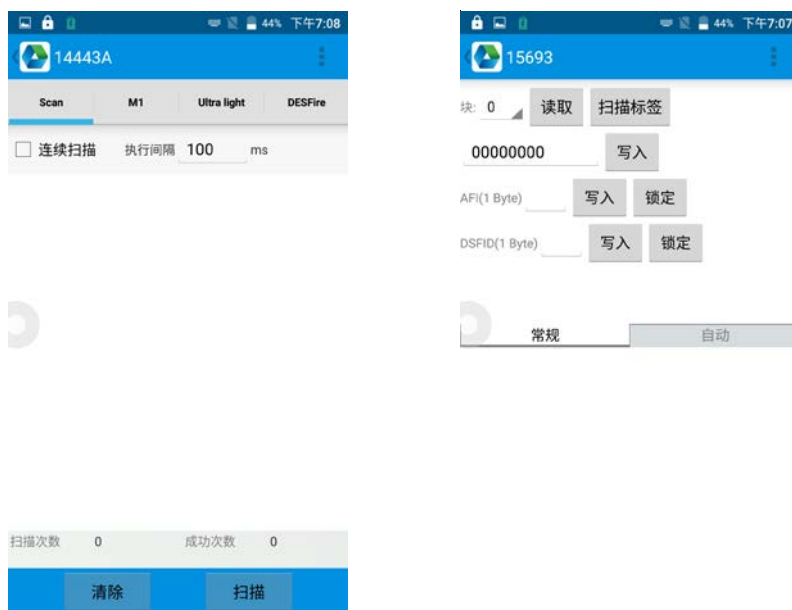 44% 下午7:08
14443A
Scan M1 Ultra light DESFire
连续扫描 执行间隔 100 ms
扫描次数 0 成功次数 0
清除 扫描
44% 下午7:07
15693
块: 0 读取 扫描标签
00000000 写入
AFI(1 Byte) 写入 锁定
DSFID(1 Byte) 写入 锁定
常规 自动